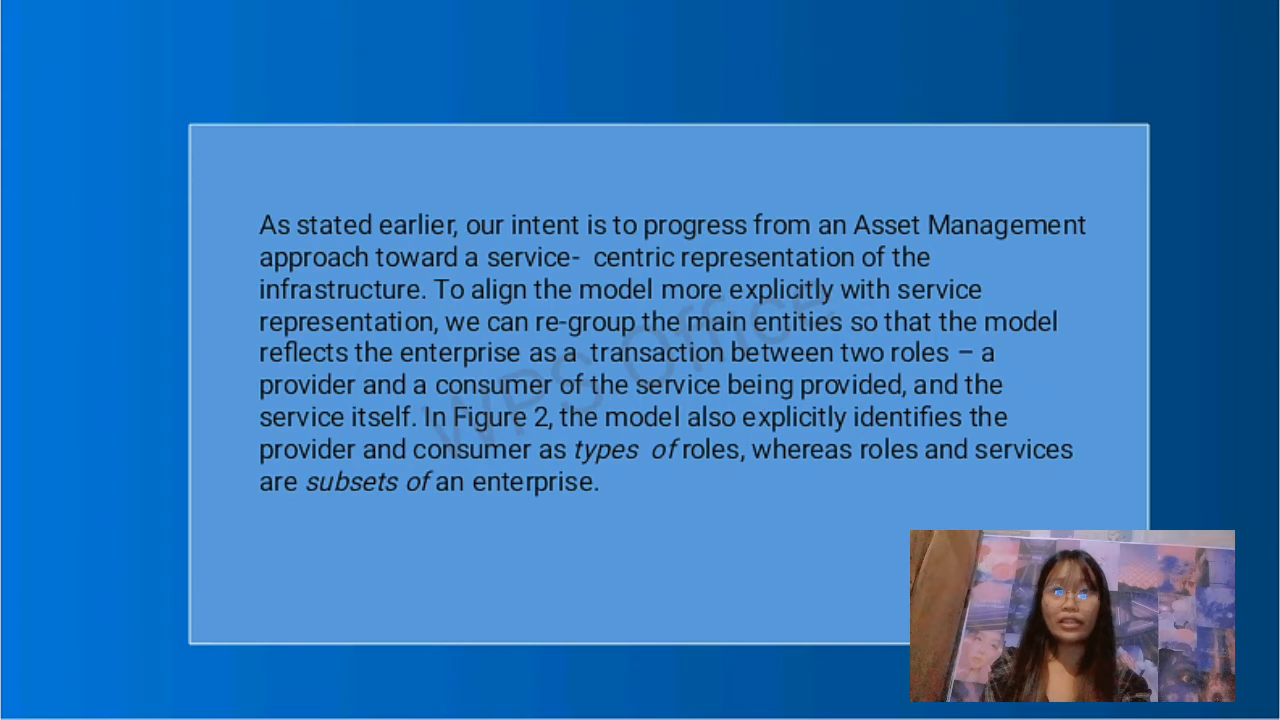 As stated earlier, our intent is to progress from an Asset Management
approach toward a service-  centric representation of the
infrastructure. To align the model more explicitly with service
representation, we can re-group the main entities so that the model
reflects the enterprise as a  transaction between two roles – a
provider and a consumer of the service being provided, and the
service itself. In Figure 2, the model also explicitly identifies the
provider and consumer as types  of roles, whereas roles and services
are subsets of an enterprise.
WPS Office